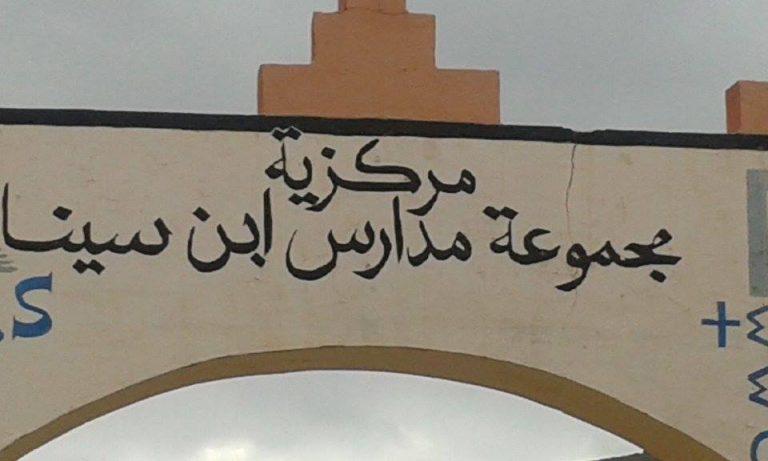 مركزية
مجموعة مدارس ابن سينا